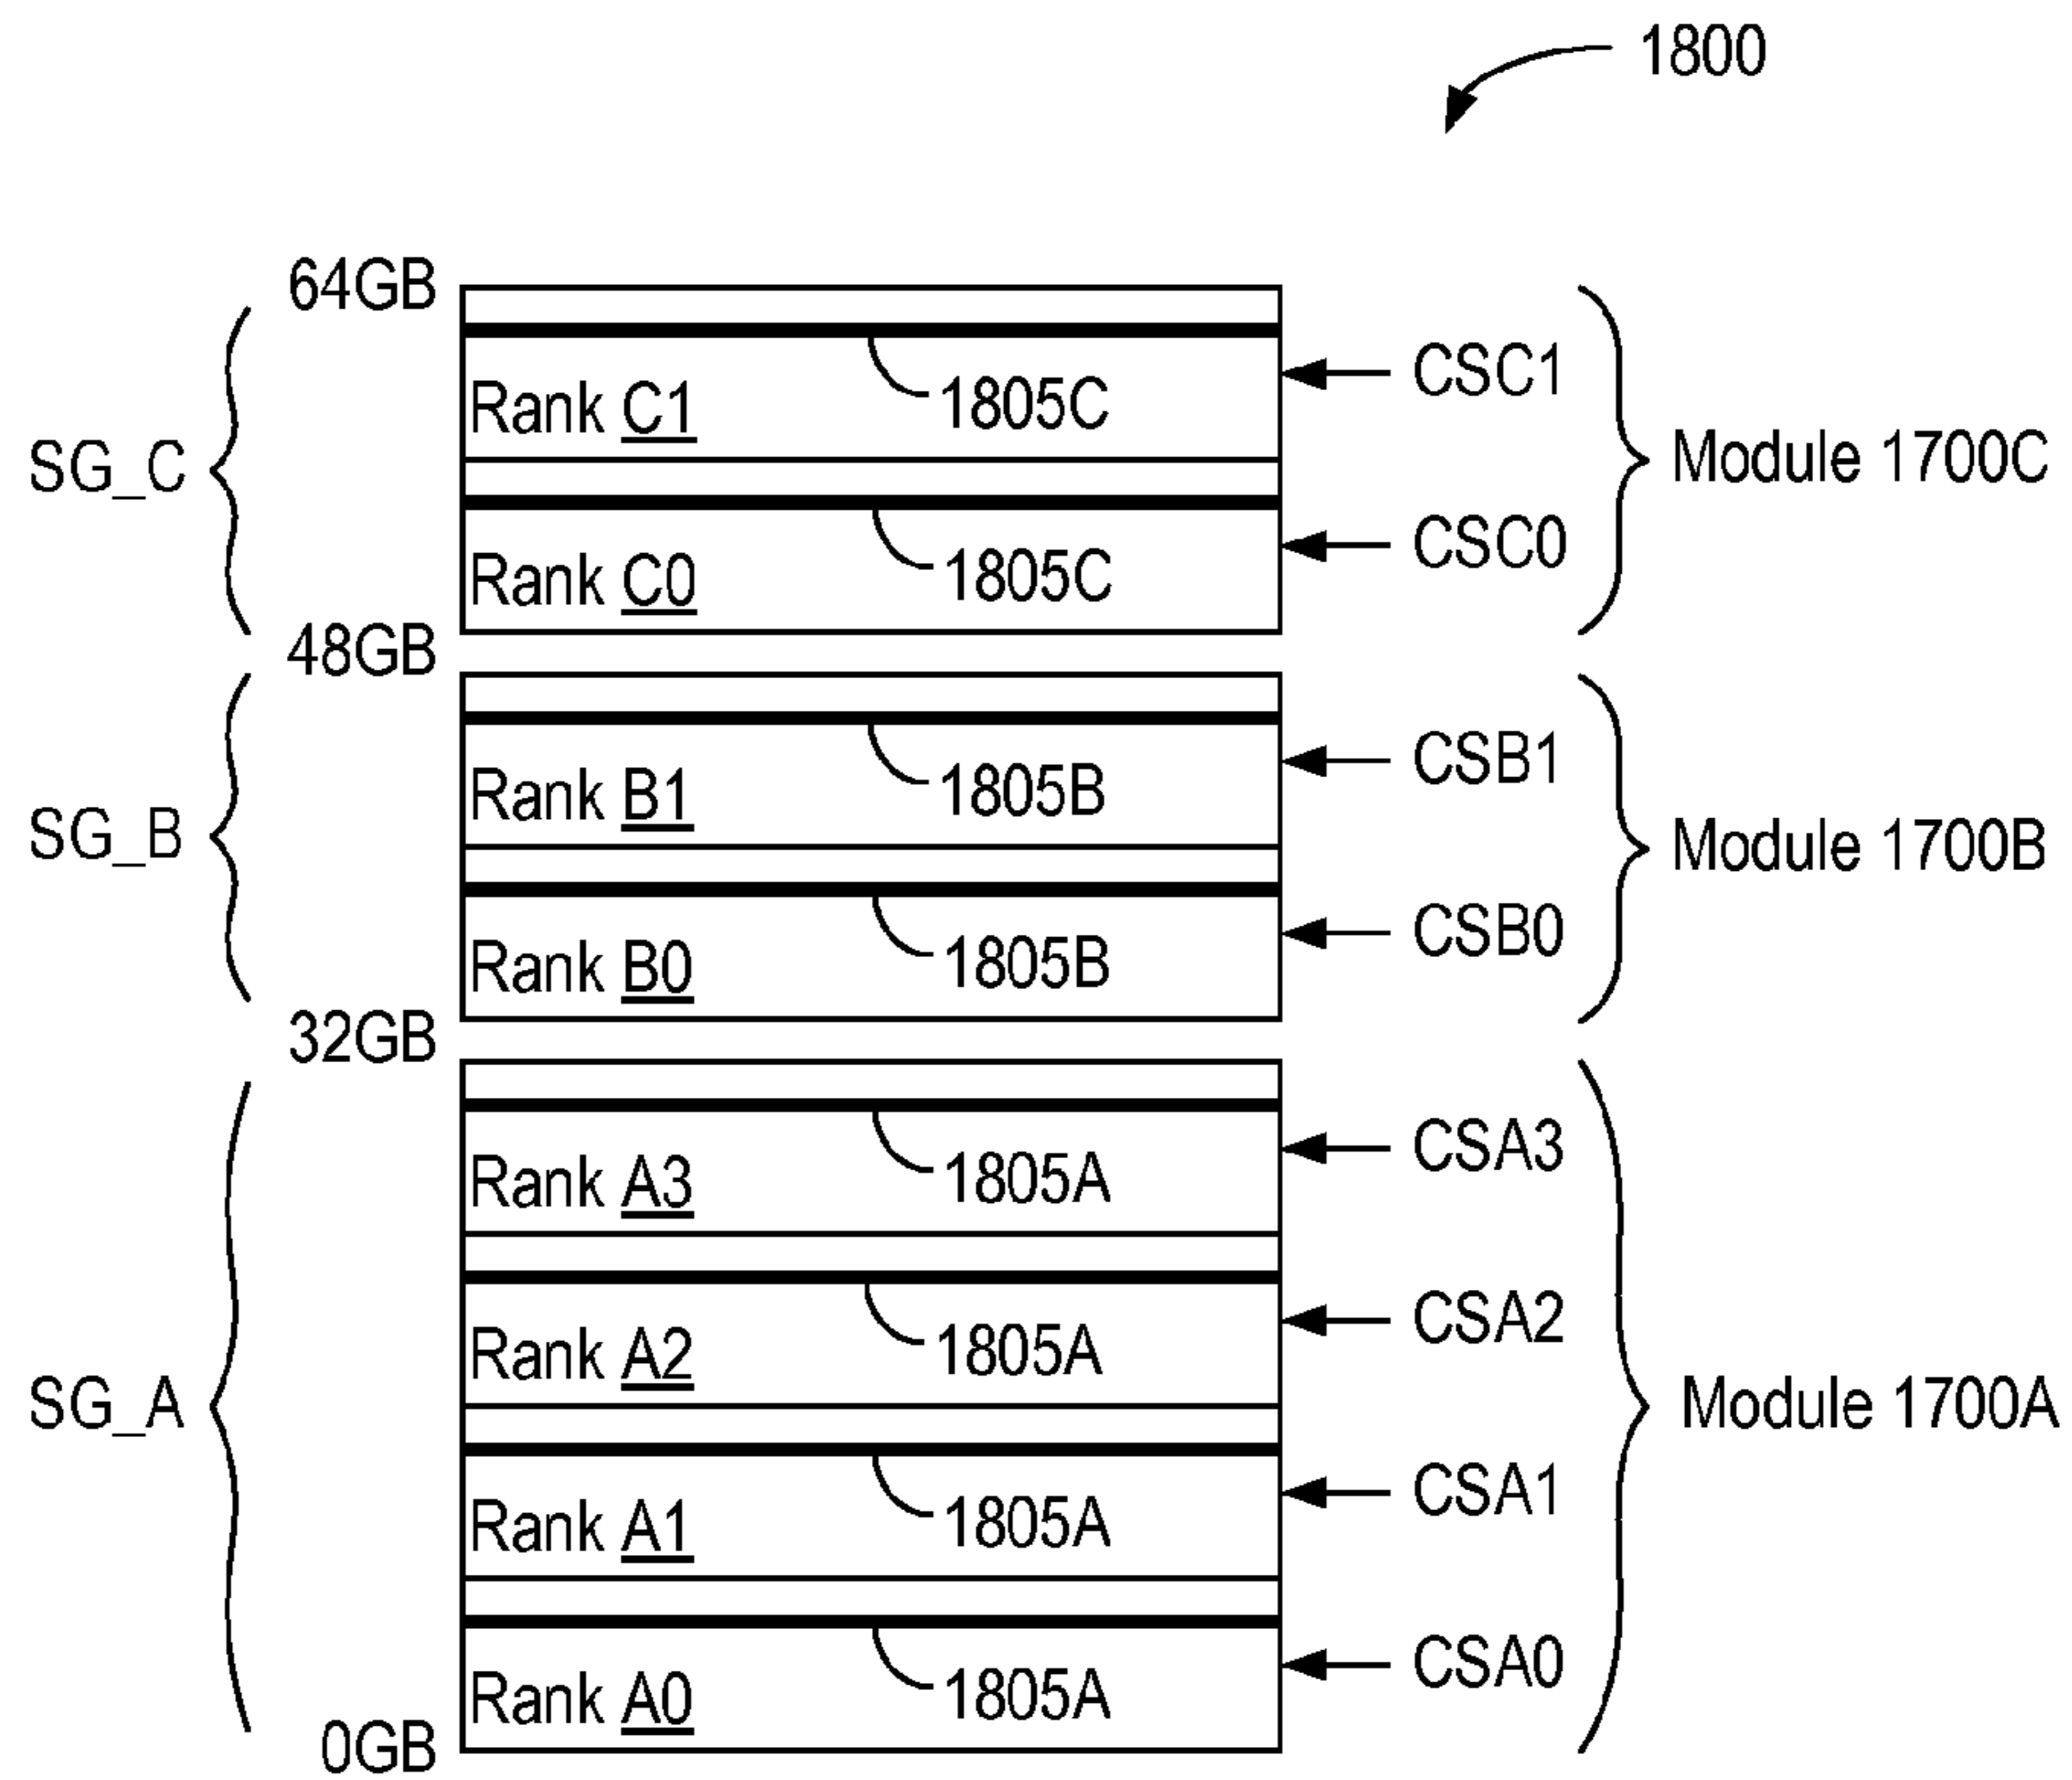 1800
64GB
CSC1
Rank C1
1805C
SG_C
Module 1700C
CSC0
Rank C0
1805C
48GB
CSB1
Rank B1
1805B
SG_B
Module 1700B
CSB0
Rank B0
1805B
32GB
CSA3
Rank A3
1805A
CSA2
Rank A2
1805A
SG_A
Module 1700A
CSA1
Rank A1
1805A
CSA0
Rank A0
1805A
0GB